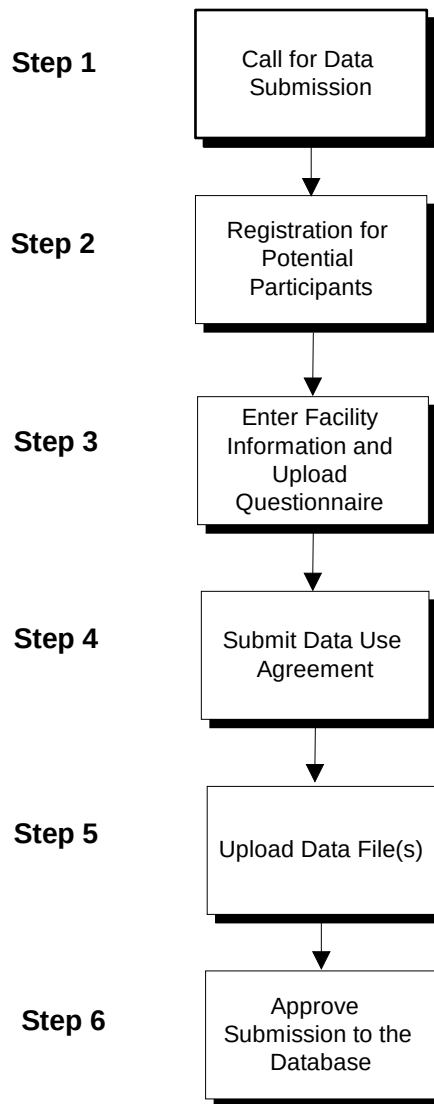 Step 1
Call for Data
Submission
Step 2
Registration for
Potential
Participants
Step 3
Enter Facility
Information and
Upload
Questionnaire
Step 4
Submit Data Use
Agreement
Step 5
Upload Data File(s)
Step 6
Approve
Submission to the
Database